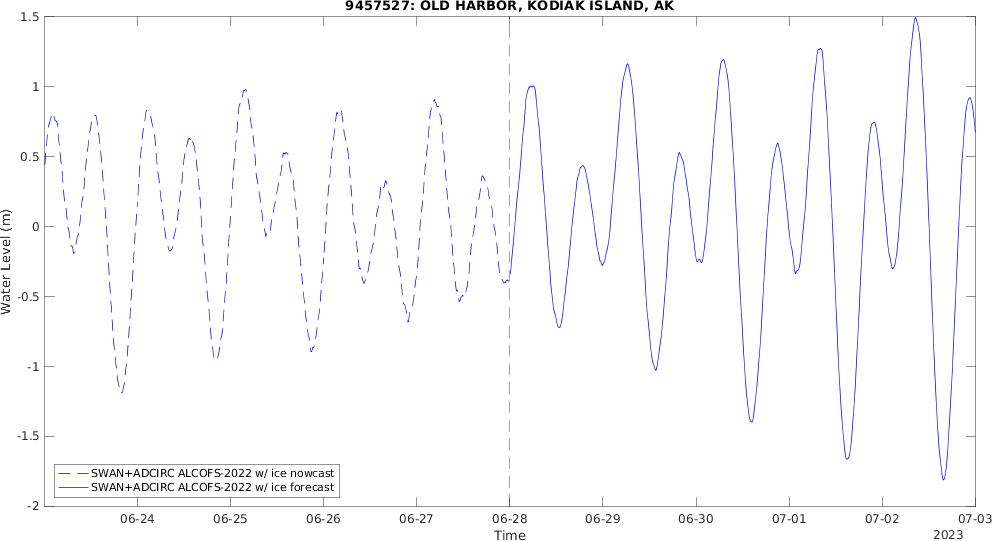 9457527: OLD HARBOR, KODIAK ISLAND, AK
1.5
1
0.5
0
-0.5
-1
-1.5
-2
Water Level (m)
SWAN+ADCIRC ALCOFS-2022 w/ ice nowcast
SWAN+ADCIRC ALCOFS-2022 w/ ice forecast
06-24 06-25 06-26 06-27 06-28 06-29 06-30 07-01 07-02 07-03
Time
2023